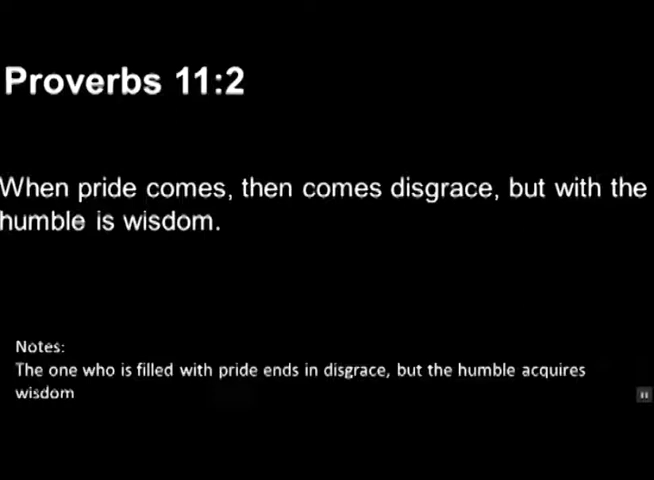 Proverbs 11:2
When pride comes, then comes disgrace, but with the
humble is wisdom.
Notes:
The one who is filled with pride ends in disgrace, but the humble acquires
wisdom